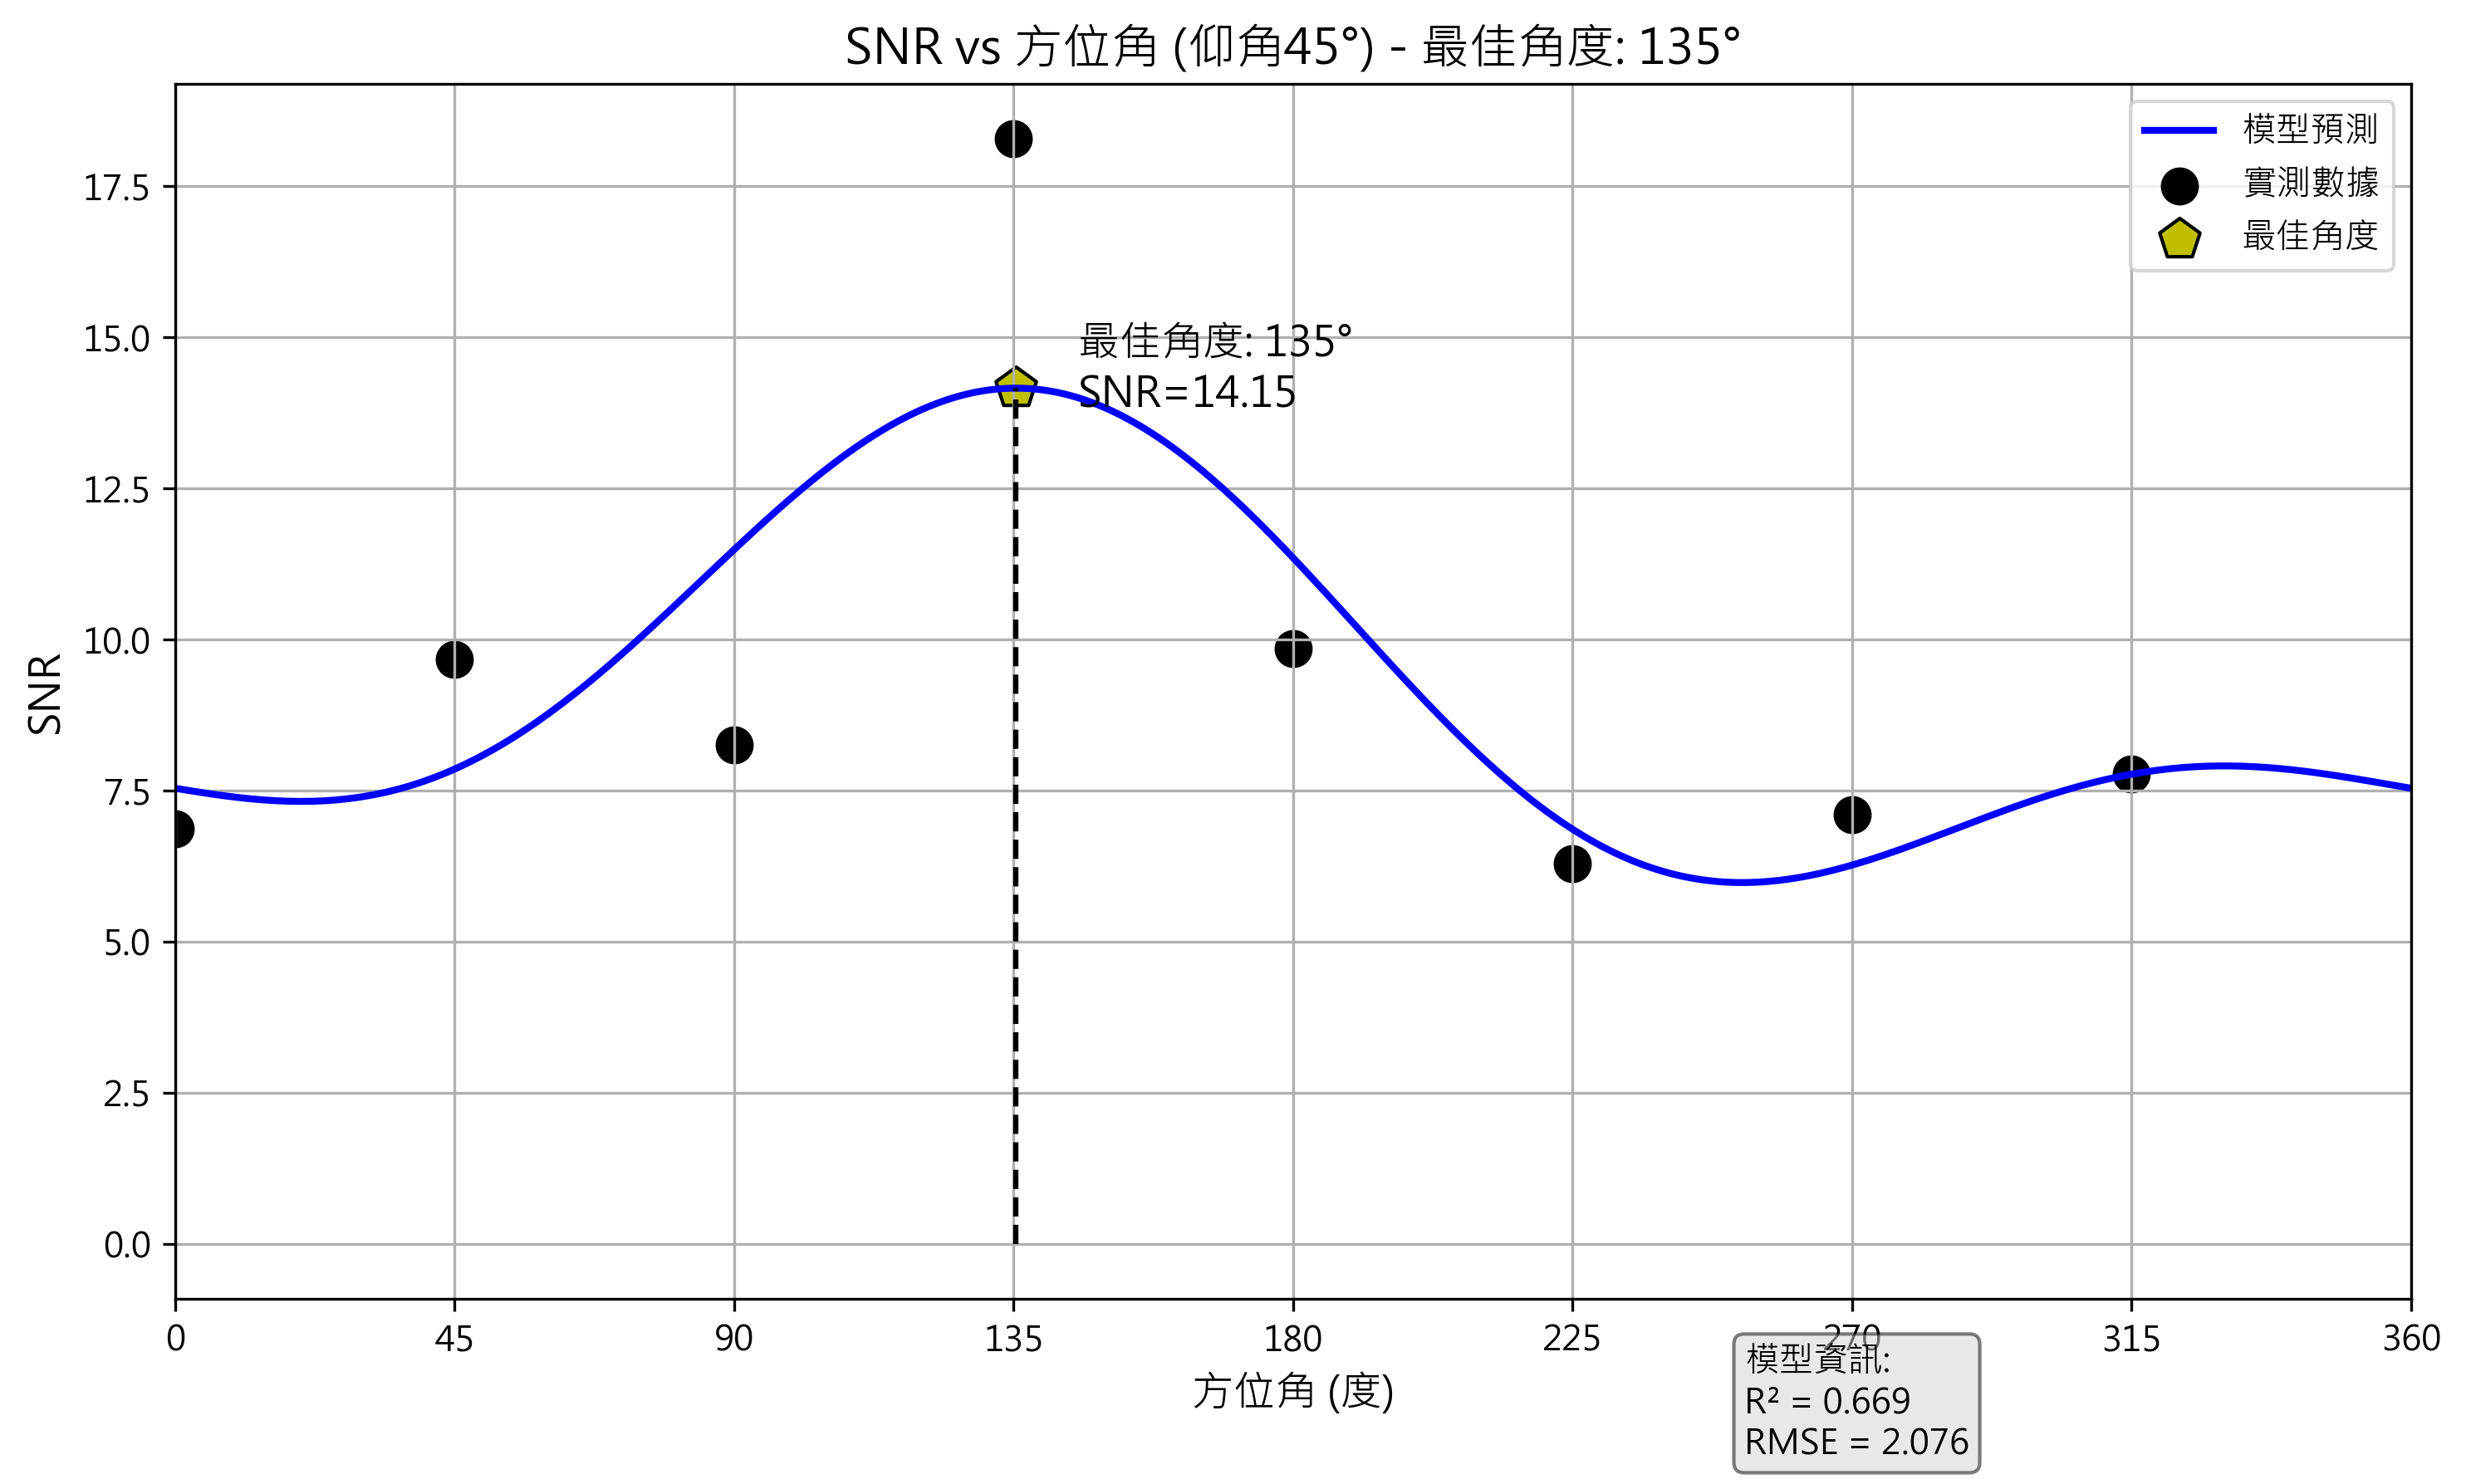 SNR vs 方位角 (仰角45°) - 最佳角度: 135°
模型預測
實測數據
最佳角度
最佳角度: 135°
SNR=14.15
SNR
17.5
15.0
12.5
10.0
7.5
5.0
2.5
0.0
0 45 90 135 180 225 270 315 360
方位角 (度)
模型資訊:
R² = 0.669
RMSE = 2.076